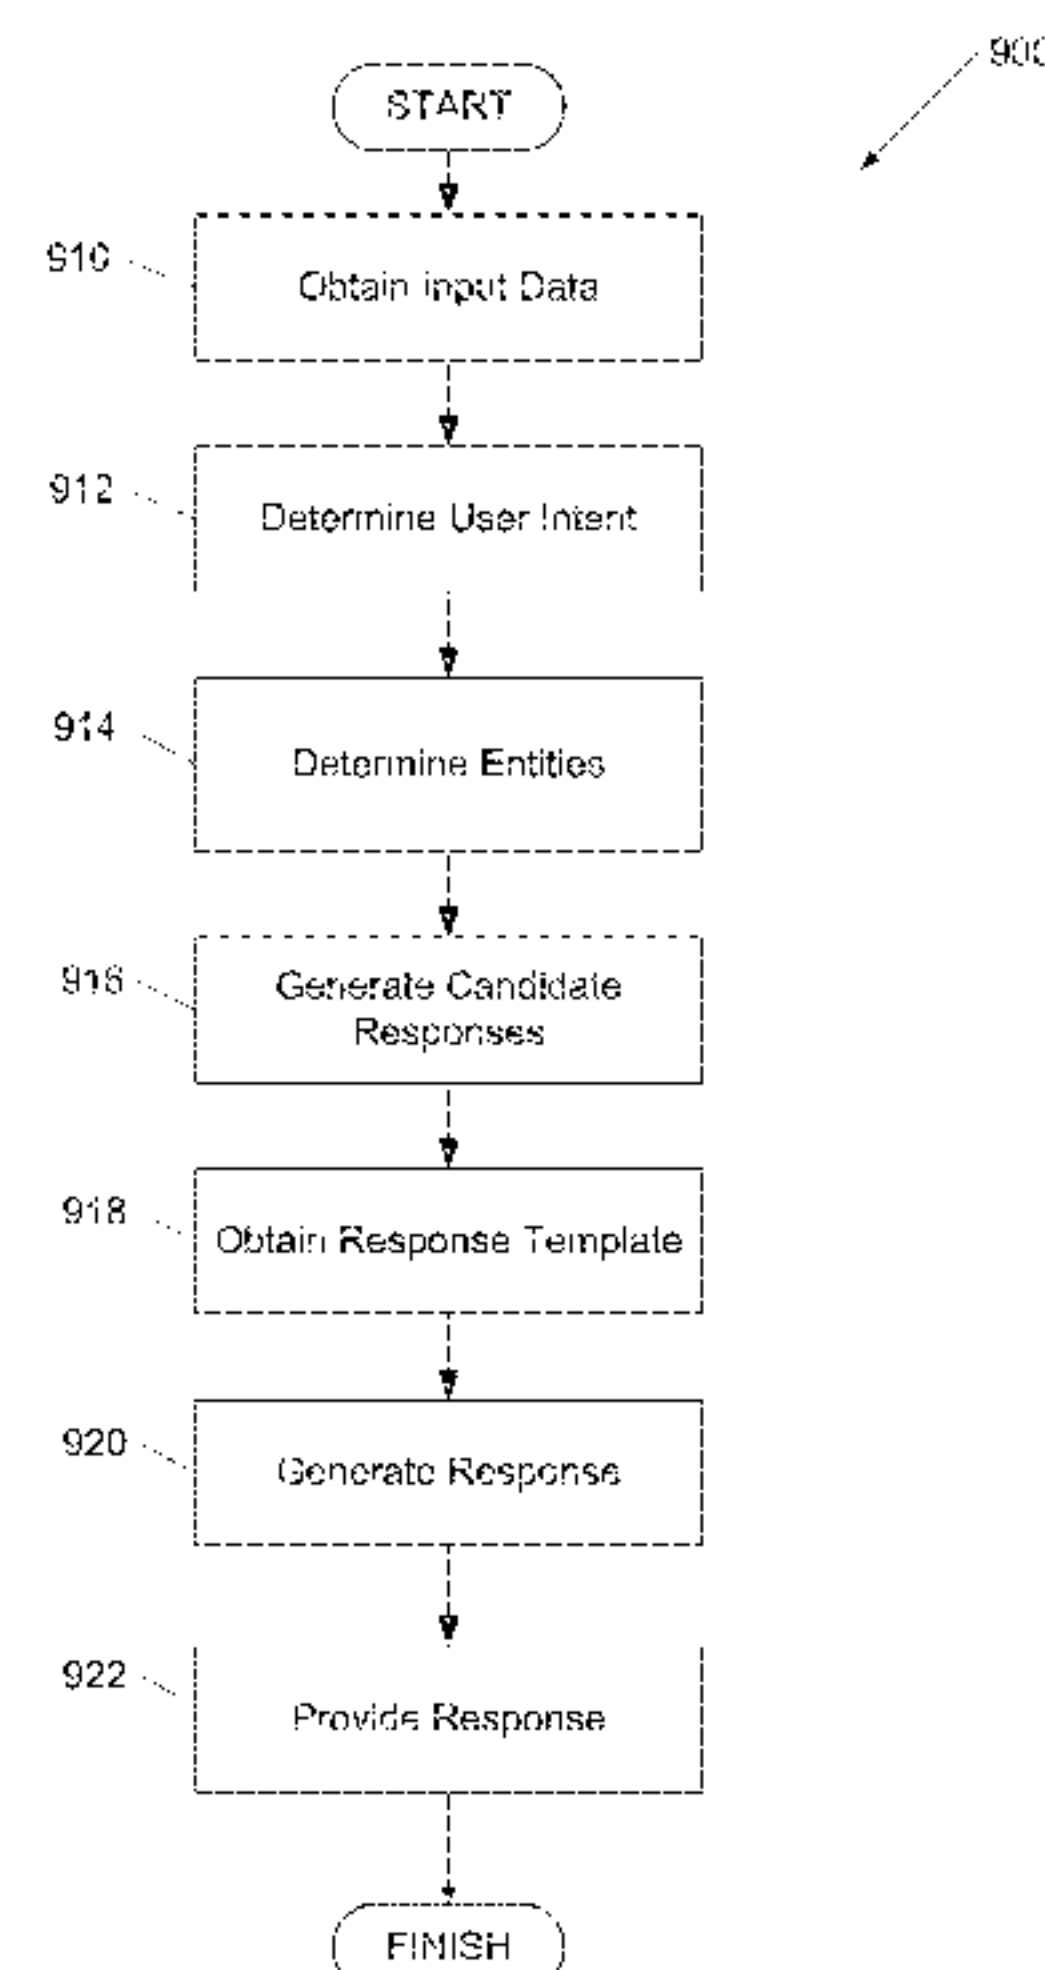 900
START
910
Obtain input Data
912
Determine User Intent
914
Determine Entities
916
Generate Candidate
Responses
918
Obtain Response Template
920
Generate Response
922
Provide Response
FINISH